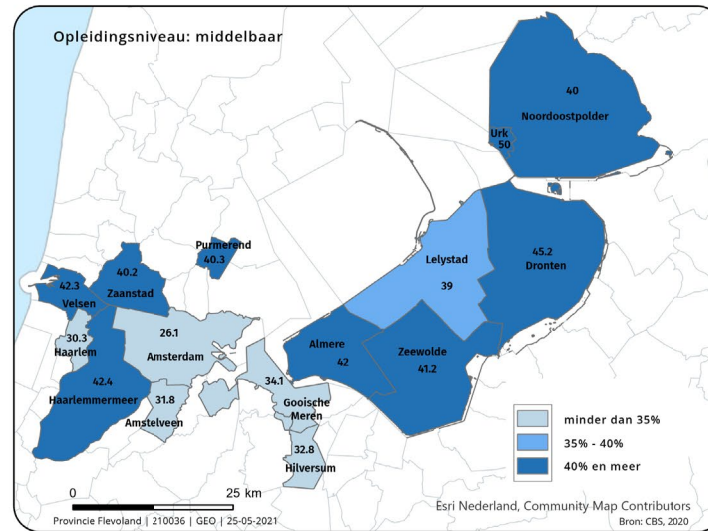 Opleidingsniveau: middelbaar
40
Noordoostpolder
Urk
50
Purmerend
40.3
45.2
Dronten
Lelystad
39
42.3
Velsen
40.2
Zaanstad
30.3
Haarlem
26.1
Amsterdam
Almere
42
Zeewolde
41.2
42.4
Haarlemmermeer
31.8
Amstelveen
34.1
Gooische
Meren
32.8
Hilversum
minder dan 35%
35% - 40%
40% en meer
0 25 km
Esri Nederland, Community Map Contributors
Provincie Flevoland | 210036 | GEO | 25-05-2021
Bron: CBS, 2020